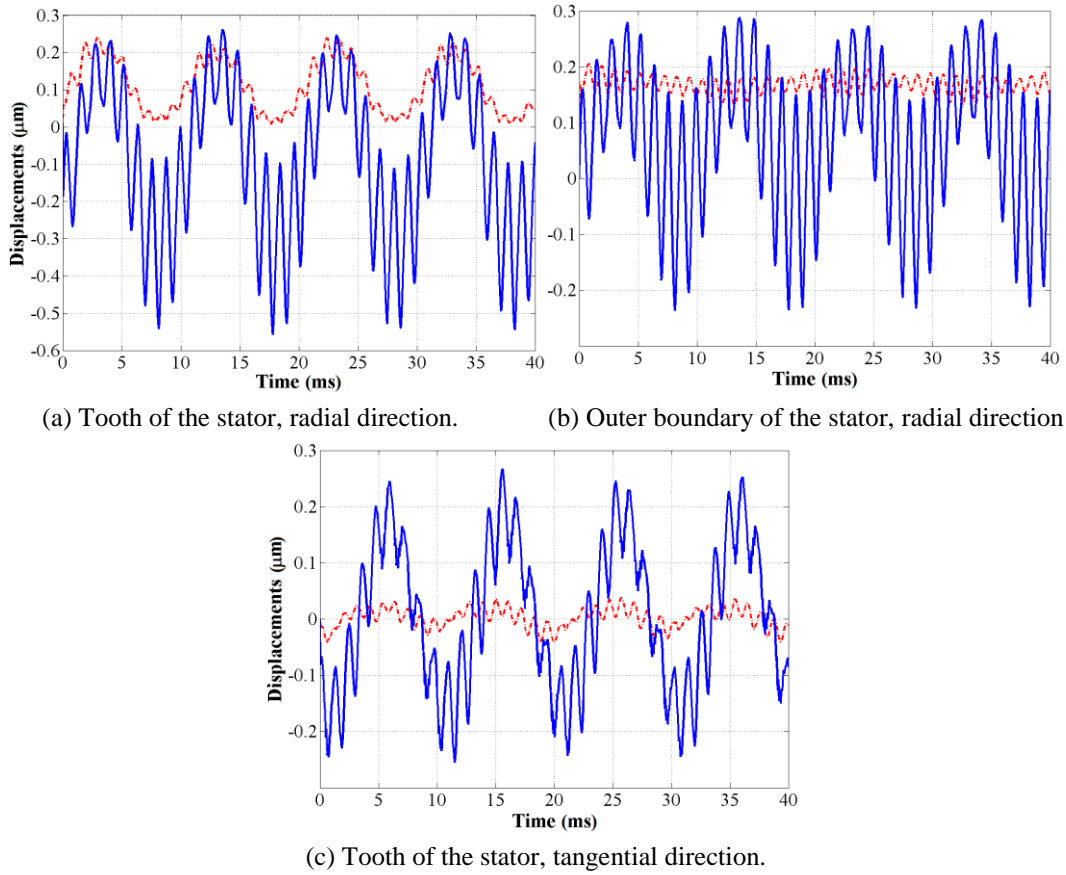 0.3
0.2
0.1
0
-0.1
-0.2
-0.3
-0.4
-0.5
-0.6
Displacements (μm)
0 5 10 15 20 25 30 35 40
Time (ms)
(a) Tooth of the stator, radial direction.
0.3
0.2
0.1
0
-0.1
-0.2
Displacements (μm)
0 5 10 15 20 25 30 35 40
Time (ms)
(b) Outer boundary of the stator, radial direction
0.3
0.2
0.1
0
-0.1
-0.2
Displacements (μm)
0 5 10 15 20 25 30 35 40
Time (ms)
(c) Tooth of the stator, tangential direction.